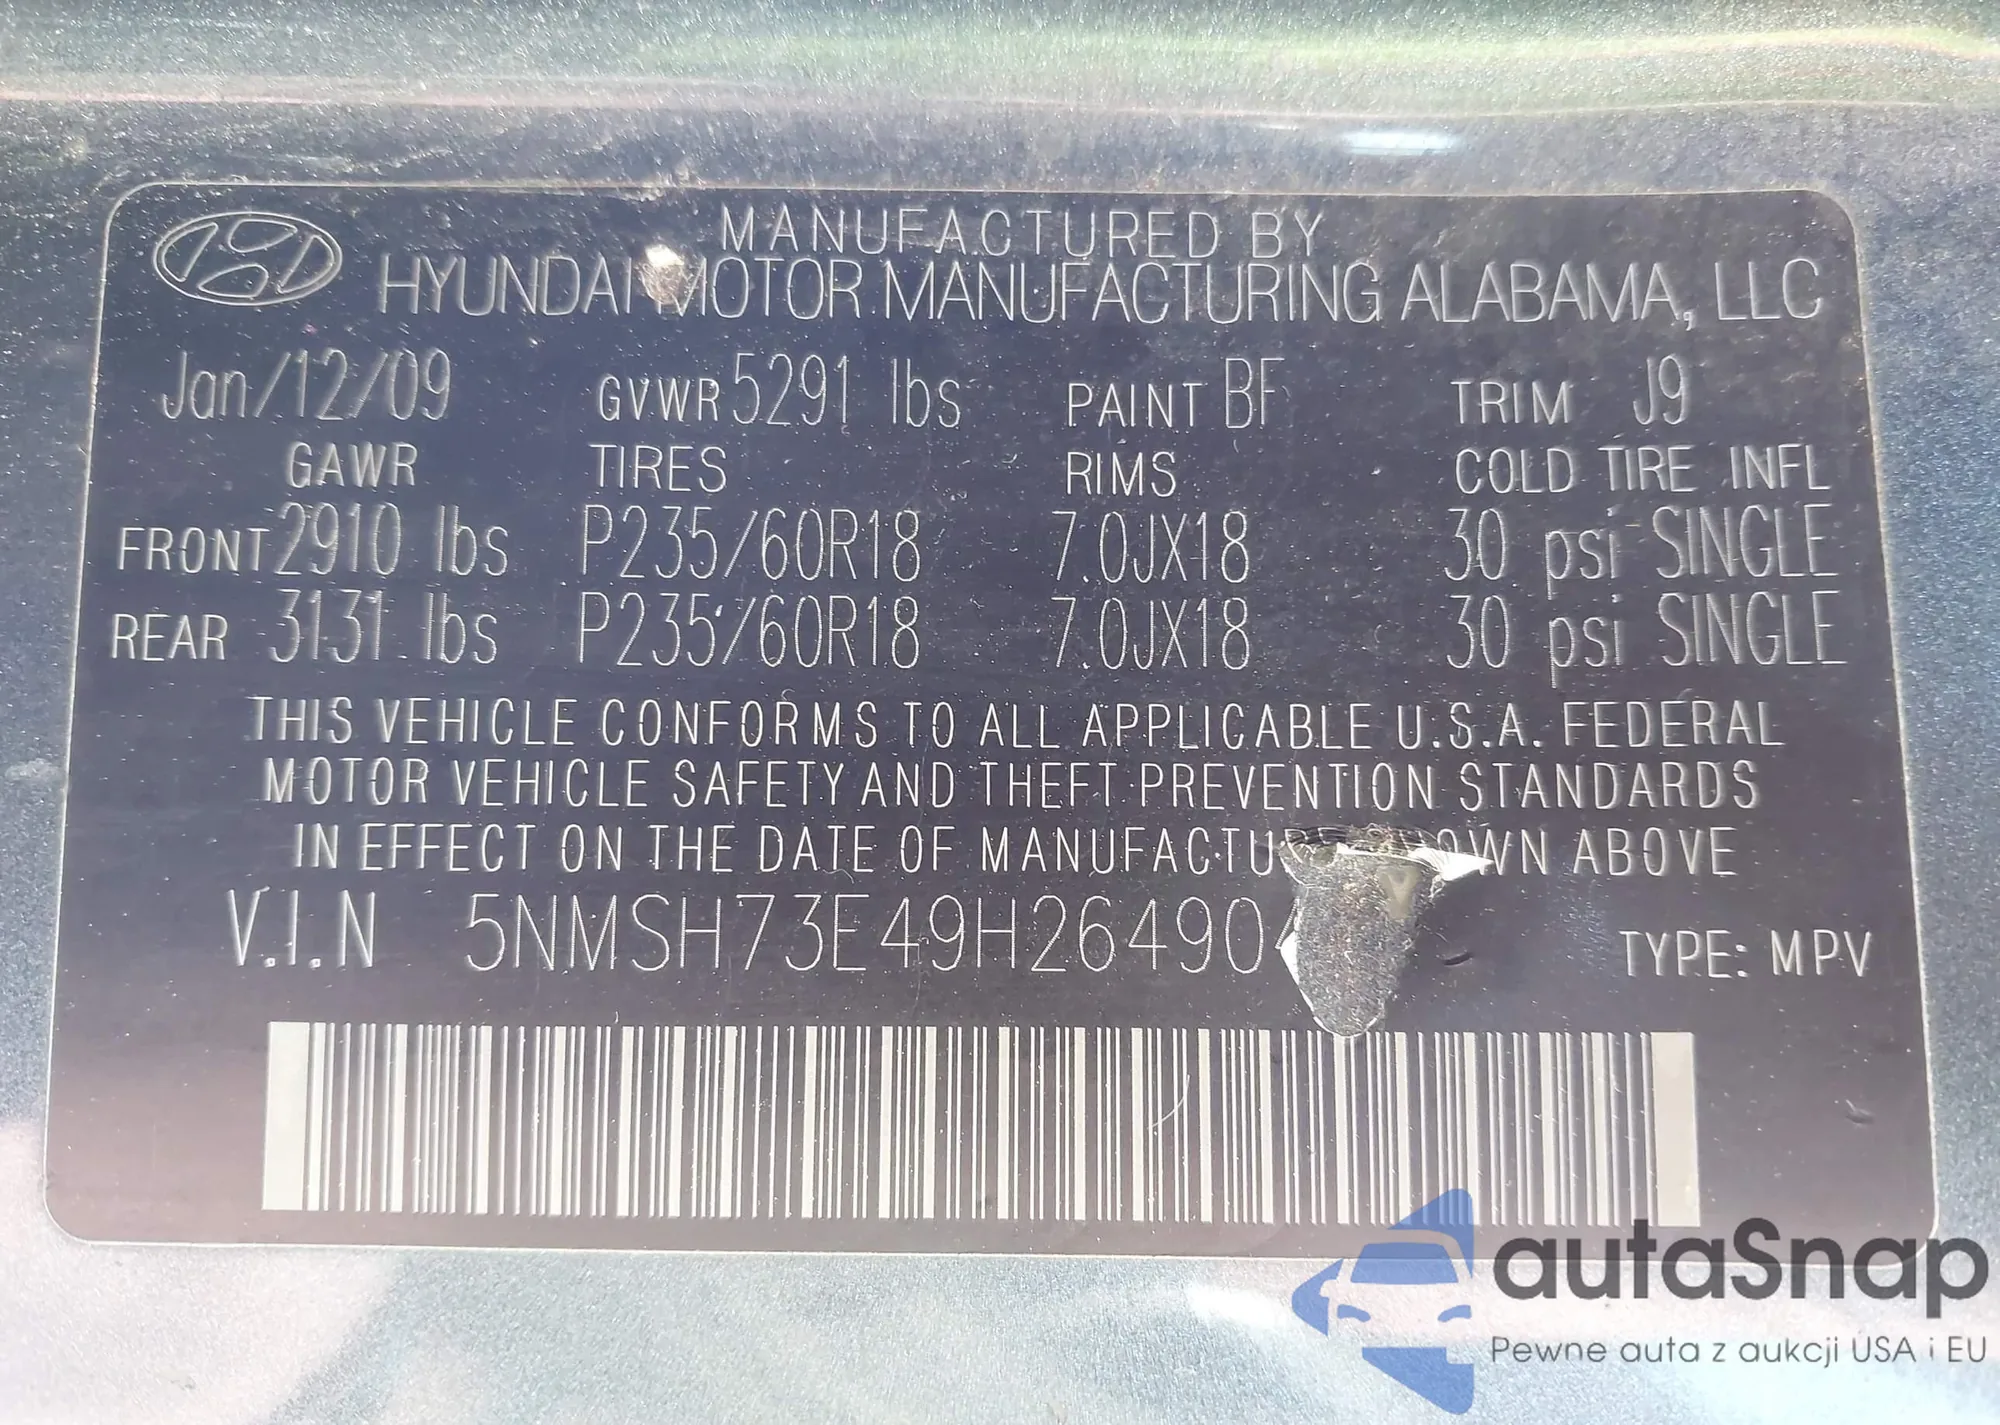 MANUFACTURED BY
HYUNDAI MOTOR MANUFACTURING ALABAMA, LLC
Jan/12/09 GVWR 5291 lbs PAINT BF TRIM J9
GAWR TIRES RIMS COLD TIRE INFL
FRONT 2910 lbs P235/60R18 7.0JX18 30 psi SINGLE
REAR 3131 lbs P235/60R18 7.0JX18 30 psi SINGLE
THIS VEHICLE CONFORMS TO ALL APPLICABLE U.S.A. FEDERAL
MOTOR VEHICLE SAFETY AND THEFT PREVENTION STANDARDS
IN EFFECT ON THE DATE OF ABOVE
V.I.N TYPE: MPV
autaSnap
Pewne auta z aukcji USA i EU